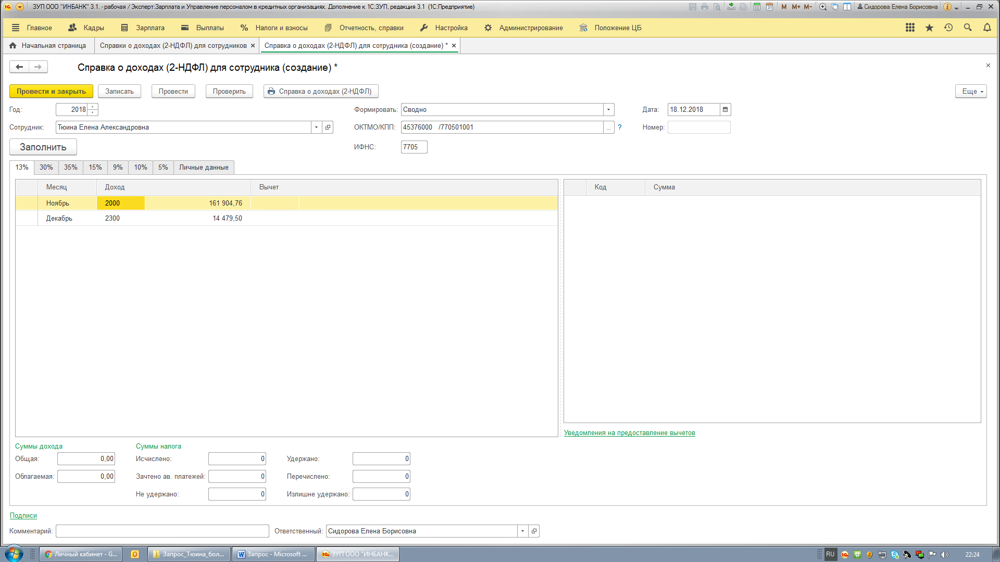 ЗУП ООО "ИНБАНК" 3.1. - рабочая / Эксперт:Зарплата и Управление персоналом в кредитных организациях. Дополнение к 1С:ЗУП, редакция 3.1 (1С:Предприятие)
M M+ M- Сидорова Елена Борисовна
Главное Кадры Зарплата Выплаты Налоги и взносы Отчетность, справки Настройка Администрирование Положение ЦБ
Начальная страница Справки о доходах (2-НДФЛ) для сотрудников × Справка о доходах (2-НДФЛ) для сотрудника (создание) * ×
Справка о доходах (2-НДФЛ) для сотрудника (создание) *
Провести и закрыть Записать Провести Проверить Справка о доходах (2-НДФЛ) Еще
Год: 2018 Формировать: Сводно Дата: 18.12.2018
Сотрудник: Тюина Елена Александровна ОКТМО/КПП: 45376000 /770501001 ... ? Номер:
Заполнить ИФНС: 7705
13% 30% 35% 15% 9% 10% 5% Личные данные
Месяц Доход Вычет Код Сумма
Ноябрь 2000 161 904,76
Декабрь 2300 14 479,50
Уведомления на предоставление вычетов
Суммы дохода Суммы налога
Общая: 0,00 Исчислено: 0 Удержано: 0
Облагаемая: 0,00 Зачтено ав. платежей: 0 Перечислено: 0
Не удержано: 0 Излишне удержано: 0
Подписи
Комментарий: Ответственный: Сидорова Елена Борисовна
Личный кабинет - G... Запрос_Тюина_бол... Запрос - Microsoft ... ЗУП ООО "ИНБАНК... RU 22:24